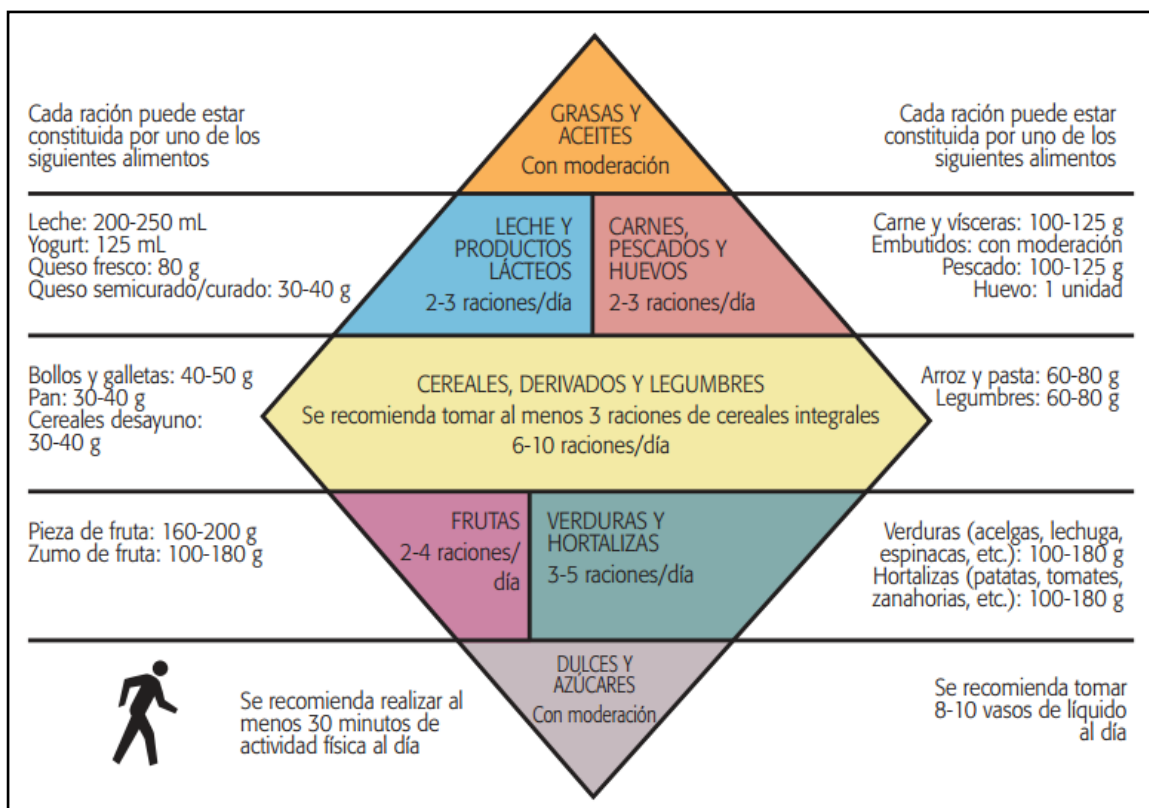 Cada ración puede estar
constituida por uno de los
siguientes alimentos
GRASAS Y
ACEITES
Con moderación
Cada ración puede estar
constituida por uno de los
siguientes alimentos
Leche: 200-250 mL
Yogurt: 125 mL
Queso fresco: 80 g
Queso semicurado/curado: 30-40 g
LECHE Y
PRODUCTOS
LÁCTEOS
2-3 raciones/día
CARNES,
PESCADOS Y
HUEVOS
2-3 raciones/día
Carne y vísceras: 100-125 g
Embutidos: con moderación
Pescado: 100-125 g
Huevo: 1 unidad
Bollos y galletas: 40-50 g
Pan: 30-40 g
Cereales desayuno:
30-40 g
CEREALES, DERIVADOS Y LEGUMBRES
Se recomienda tomar al menos 3 raciones de cereales integrales
6-10 raciones/día
Arroz y pasta: 60-80 g
Legumbres: 60-80 g
Pieza de fruta: 160-200 g
Zumo de fruta: 100-180 g
FRUTAS
2-4 raciones/
día
VERDURAS Y
HORTALIZAS
3-5 raciones/día
Verduras (acelgas, lechuga,
espinacas, etc.): 100-180 g
Hortalizas (patatas, tomates,
zanahorias, etc.): 100-180 g
Se recomienda realizar al
menos 30 minutos de
actividad física al día
DULCES Y
AZÚCARES
Con moderación
Se recomienda tomar
8-10 vasos de líquido
al día